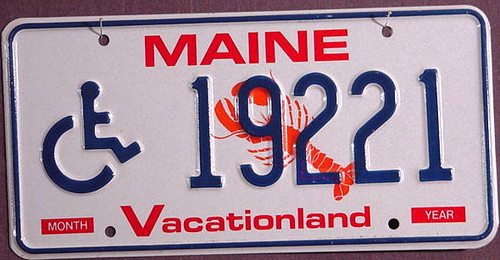 MAINE
19221
MONTH Vacationland YEAR